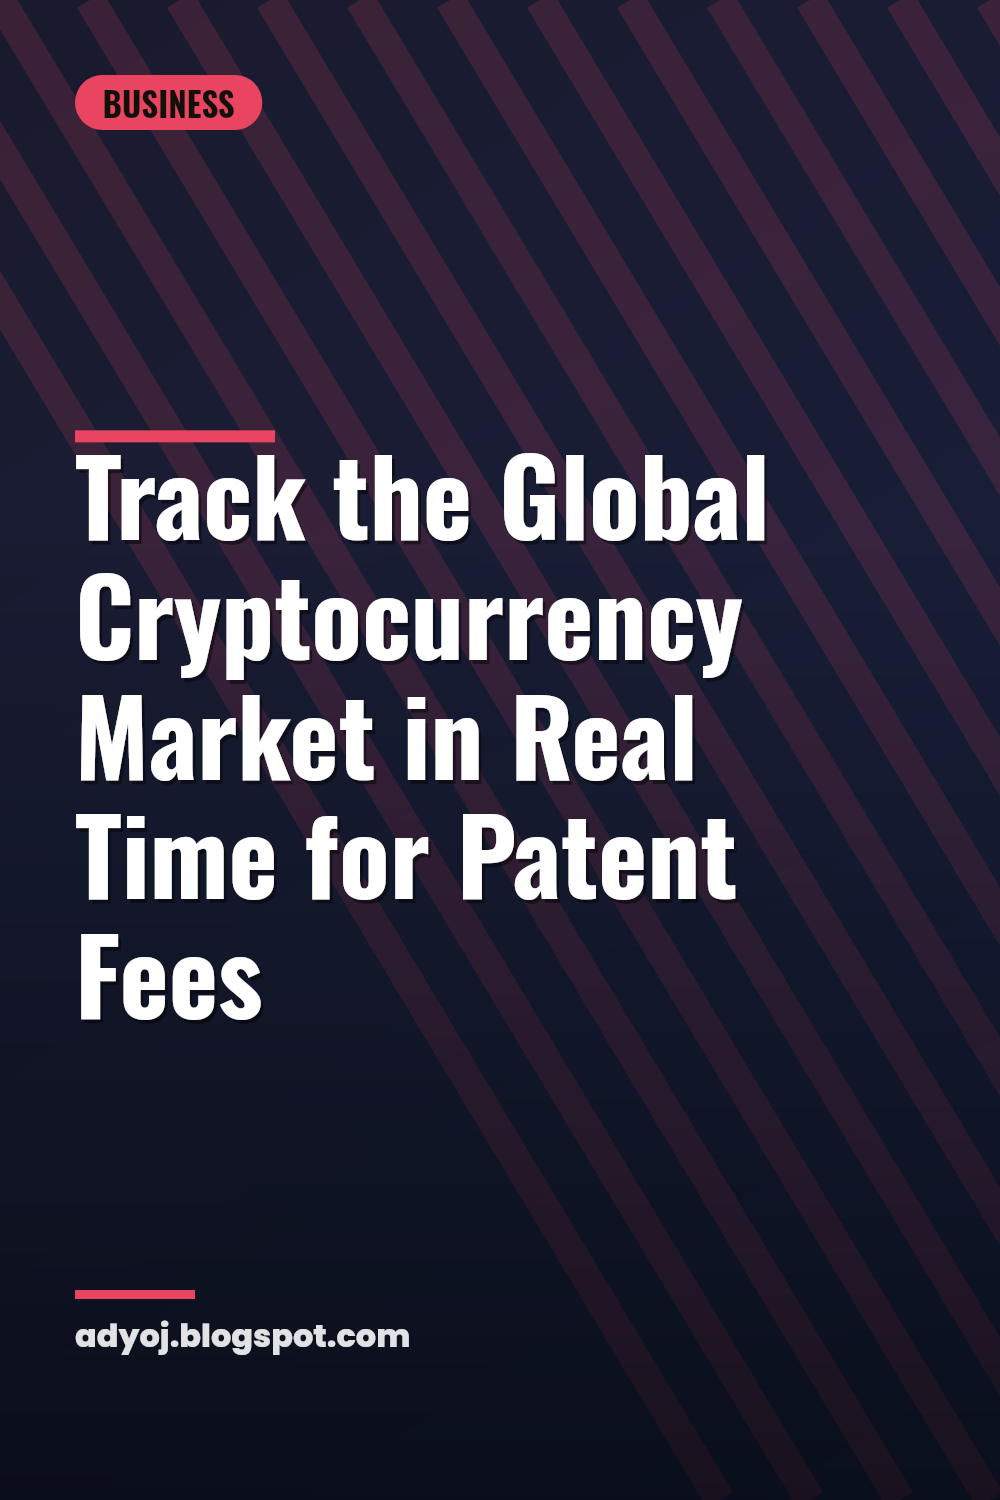 BUSINESS
Track the Global
Cryptocurrency
Market in Real
Time for Patent
Fees
adyoj.blogspot.com